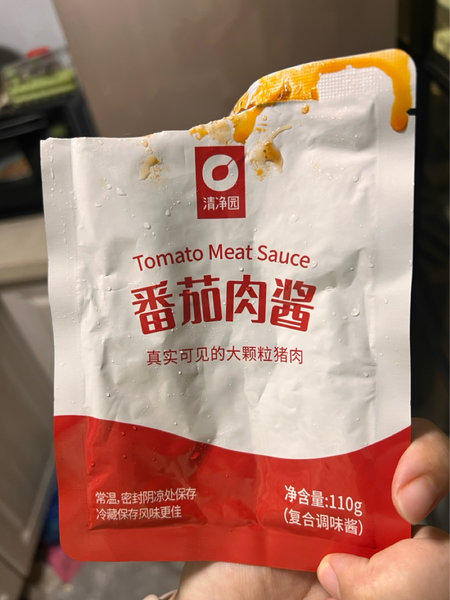 清净园
Tomato Meat Sauce
番茄肉酱
真实可见的大颗粒猪肉
常温,密封阴凉处保存
冷藏保存风味更佳
净含量:110g
(复合调味酱)